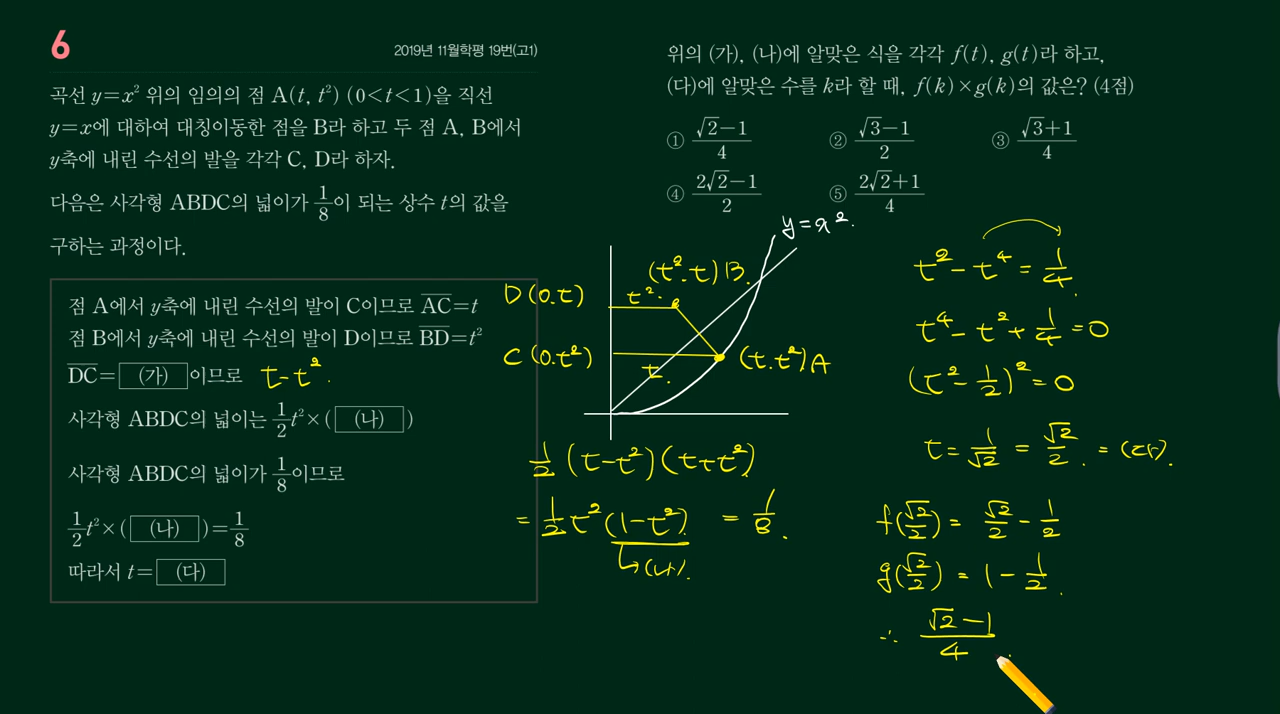 6
2019년 11월학평 19번(고1)
곡선 y=x² 위의 임의의 점 A(t, t²) (0<t<1)을 직선
y=x에 대하여 대칭이동한 점을 B라 하고 두 점 A, B에서
y축에 내린 수선의 발을 각각 C, D라 하자.
다음은 사각형 ABDC의 넓이가 1/8이 되는 상수 t의 값을
구하는 과정이다.
점 A에서 y축에 내린 수선의 발이 C이므로 A̅C̅=t
점 B에서 y축에 내린 수선의 발이 D이므로 B̅D̅=t²
D̅C̅= (가) 이므로 t-t².
사각형 ABDC의 넓이는 1/2 t²×( (나) )
사각형 ABDC의 넓이가 1/8이므로
1/2 t²×( (나) )=1/8
따라서 t= (다)
위의 (가), (나)에 알맞은 식을 각각 f(t), g(t)라 하고,
(다)에 알맞은 수를 k라 할 때, f(k)×g(k)의 값은? (4점)
① (√2-1)/4 ② (√3-1)/2 ③ (√3+1)/4
④ (2√2-1)/2 ⑤ (2√2+1)/4
y=x².
(t².t) B.
D(0.t)
t².
C(0.t²)
t.
(t.t²)A
1/2 (t-t²)(t+t²)
= 1/2 t²(1-t²) = 1/8.
↳(나).
t²-t⁴=1/4.
t⁴-t²+1/4=0
(t²-1/2)²=0
t=1/√2=√2/2.=(다).
f(√2/2)=√2/2-1/2
g(√2/2)=1-1/2.
∴ (√2-1)/4.